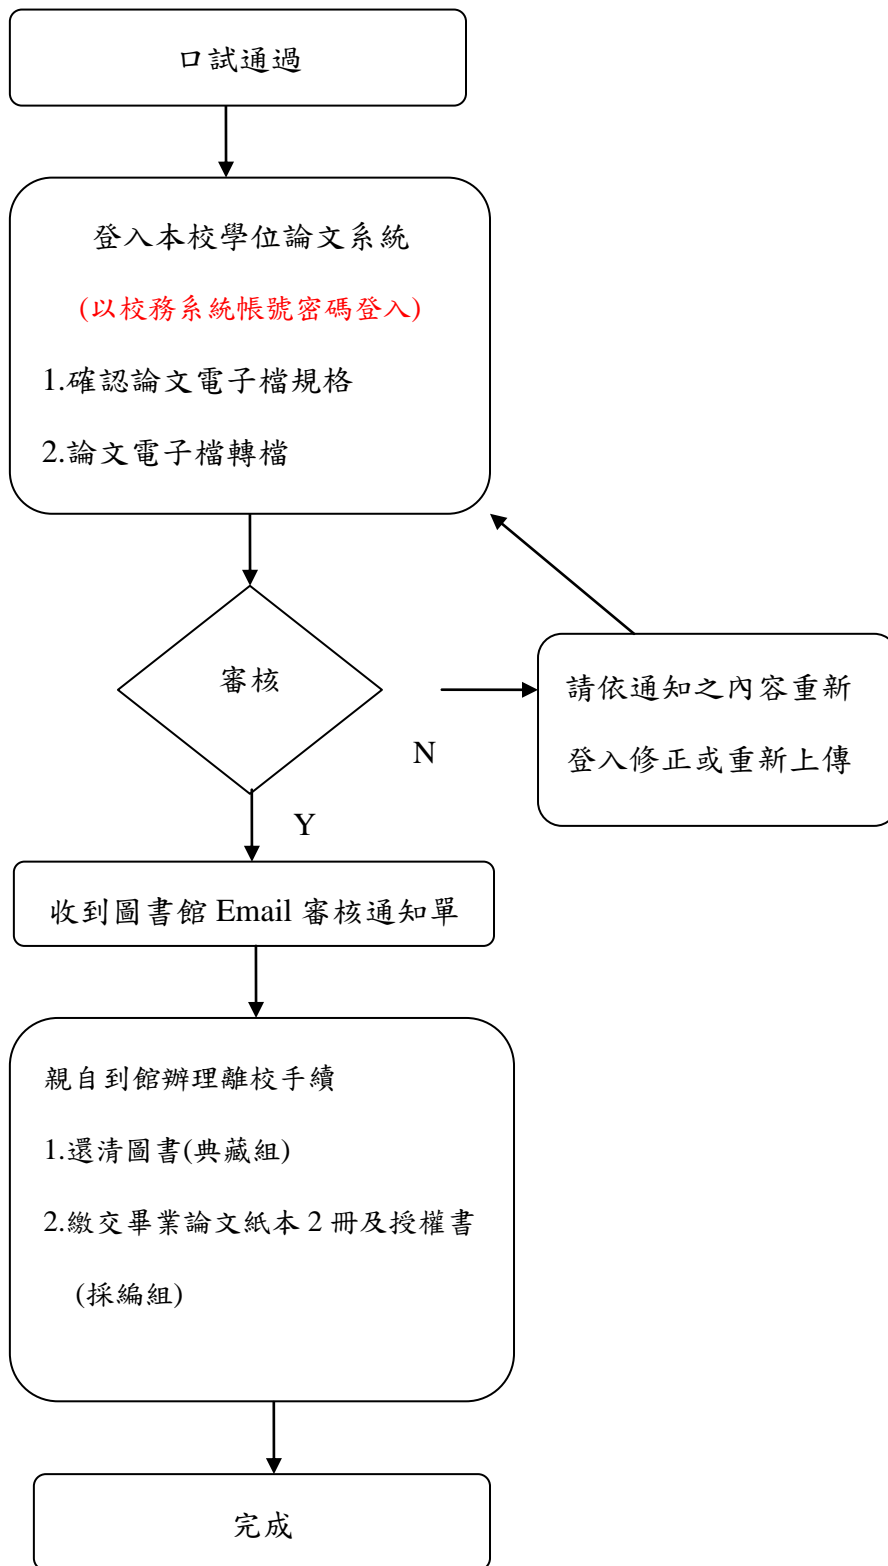 口試通過
登入本校學位論文系統
(以校務系統帳號密碼登入)
1.確認論文電子檔規格
2.論文電子檔轉檔
審核
N
請依通知之內容重新
登入修正或重新上傳
Y
收到圖書館 Email 審核通知單
親自到館辦理離校手續
1.還清圖書(典藏組)
2.繳交畢業論文紙本 2 冊及授權書
(採編組)
完成